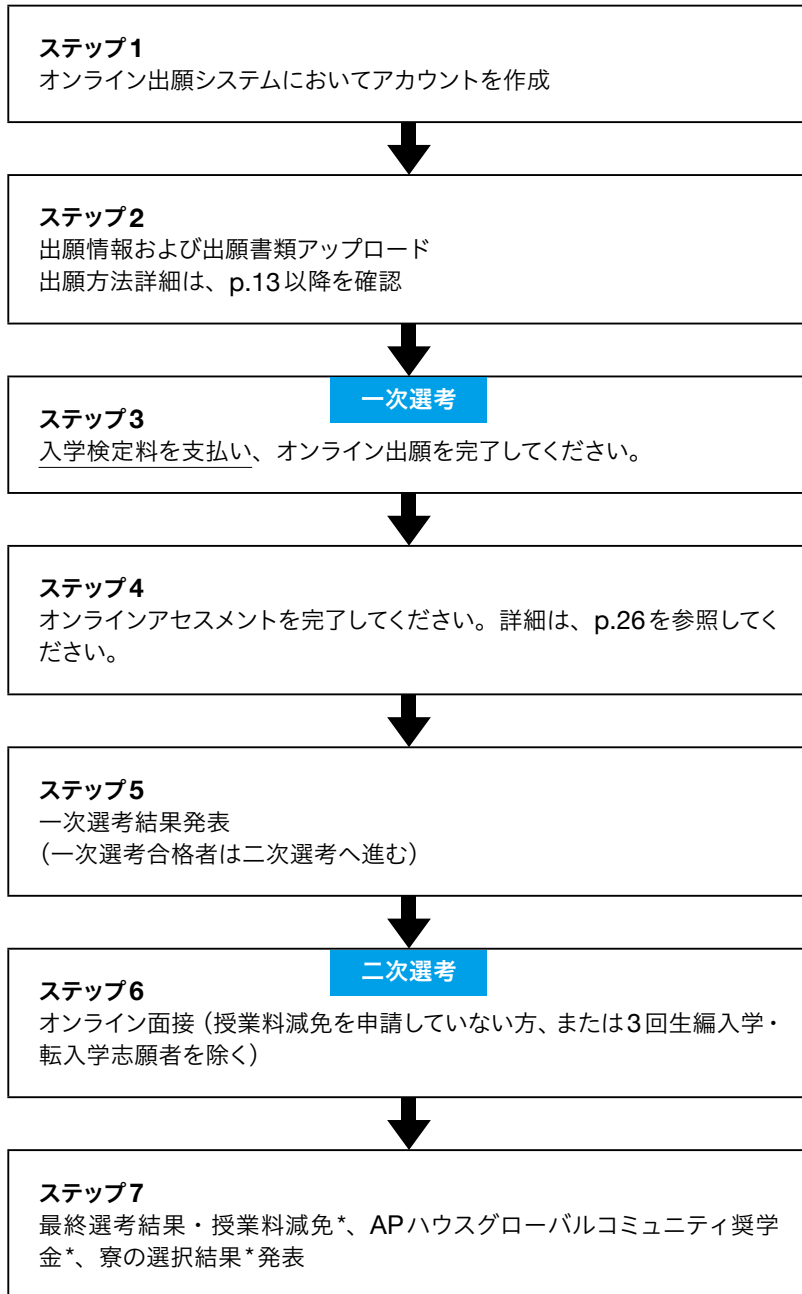 ステップ1
オンライン出願システムにおいてアカウントを作成
ステップ2
出願情報および出願書類アップロード
出願方法詳細は、p.13以降を確認
一次選考
ステップ3
入学検定料を支払い、オンライン出願を完了してください。
ステップ4
オンラインアセスメントを完了してください。詳細は、p.26を参照してく
ださい。
ステップ5
一次選考結果発表
（一次選考合格者は二次選考へ進む）
二次選考
ステップ6
オンライン面接（授業料減免を申請していない方、または3回生編入学・
転入学志願者を除く）
ステップ7
最終選考結果・授業料減免*、APハウスグローバルコミュニティ奨学
金*、寮の選択結果*発表